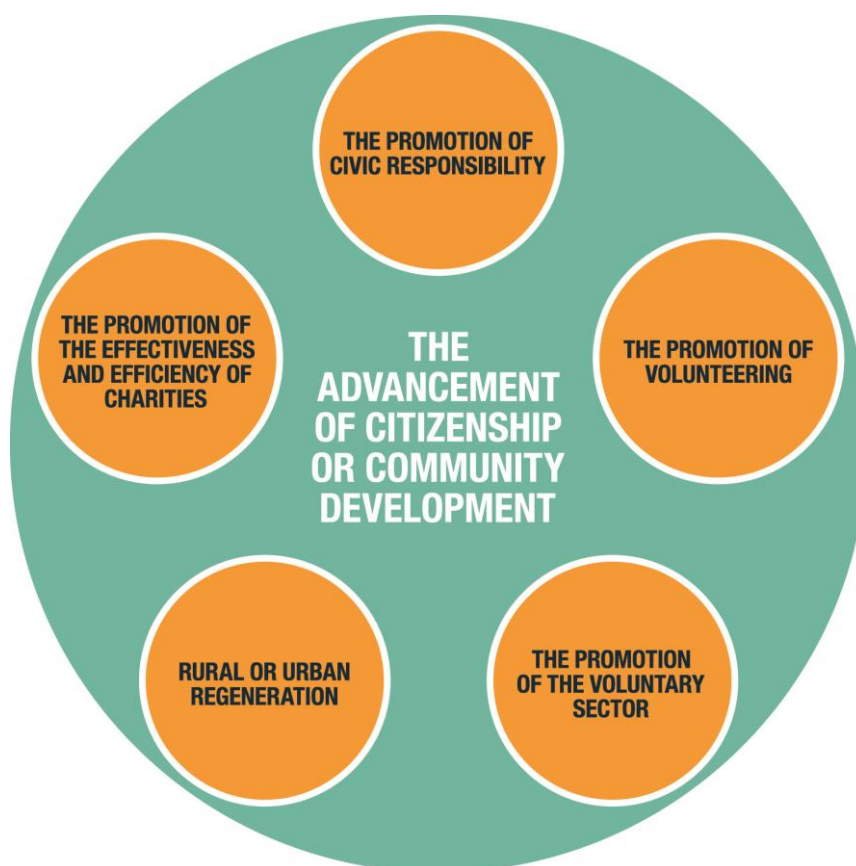 THE PROMOTION OF
CIVIC RESPONSIBILITY
THE PROMOTION OF
THE EFFECTIVENESS
AND EFFICIENCY OF
CHARITIES
THE
ADVANCEMENT
OF CITIZENSHIP
OR COMMUNITY
DEVELOPMENT
THE PROMOTION OF
VOLUNTEERING
RURAL OR URBAN
REGENERATION
THE PROMOTION
OF THE VOLUNTARY
SECTOR